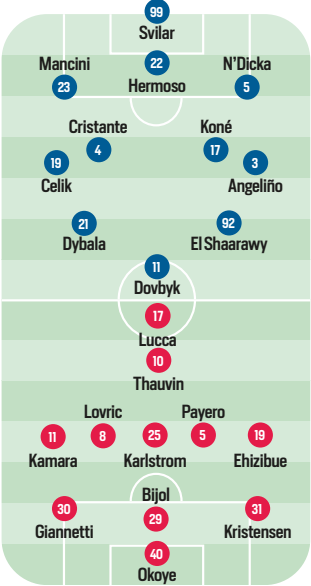 99
Svilar
Mancini 22 N'Dicka
23 Hermoso 5
Cristante Koné
4 17
19 3
Celik Angeliño
21 92
Dybala El Shaarawy
11
Dovbyk
17
Lucca
10
Thauvin
Lovric Payero
11 8 25 5 19
Kamara Karlstrom Ehizibue
Bijol
30 29 31
Giannetti Kristensen
40
Okoye